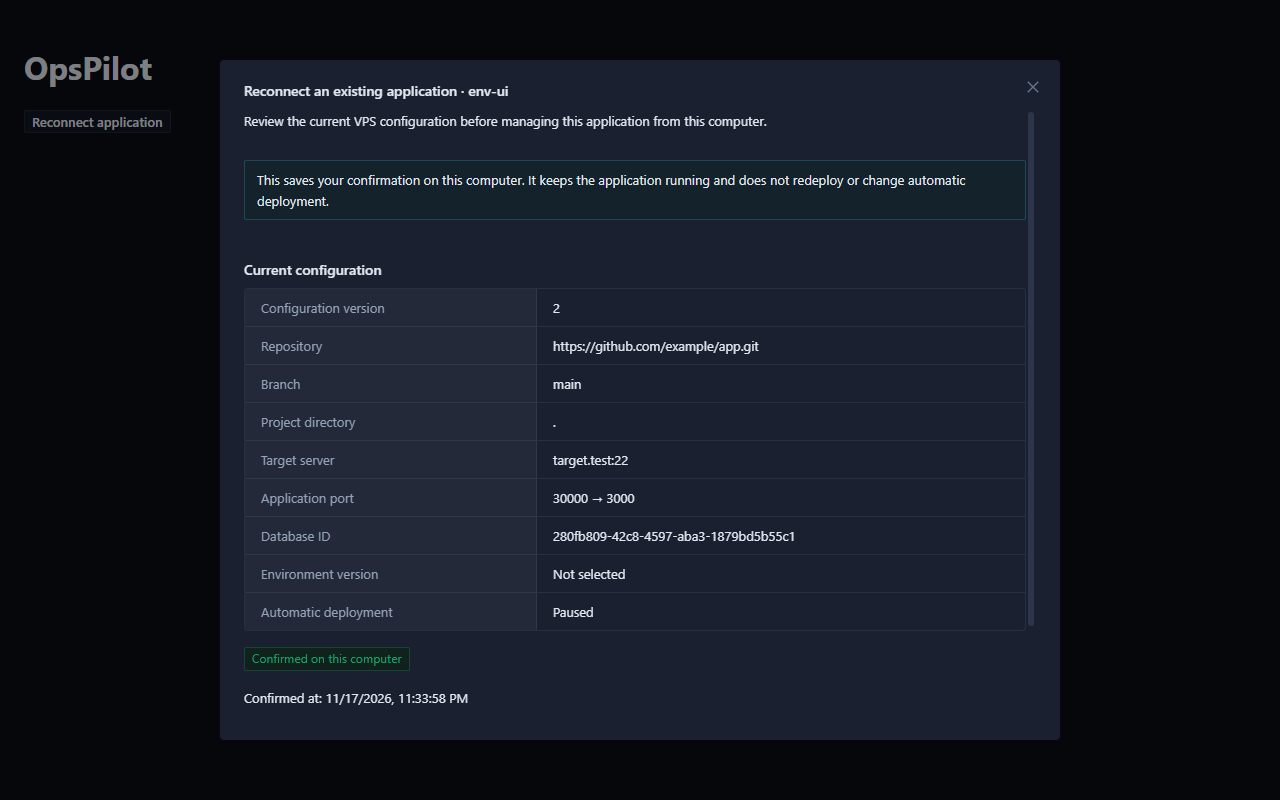 OpsPilot
Reconnect application
Reconnect an existing application · env-ui
Review the current VPS configuration before managing this application from this computer.
This saves your confirmation on this computer. It keeps the application running and does not redeploy or change automatic
deployment.
Current configuration
Configuration version 2
Repository https://github.com/example/app.git
Branch main
Project directory .
Target server target.test:22
Application port 30000 → 3000
Database ID 280fb809-42c8-4597-aba3-1879bd5b55c1
Environment version Not selected
Automatic deployment Paused
Confirmed on this computer
Confirmed at: 11/17/2026, 11:33:58 PM